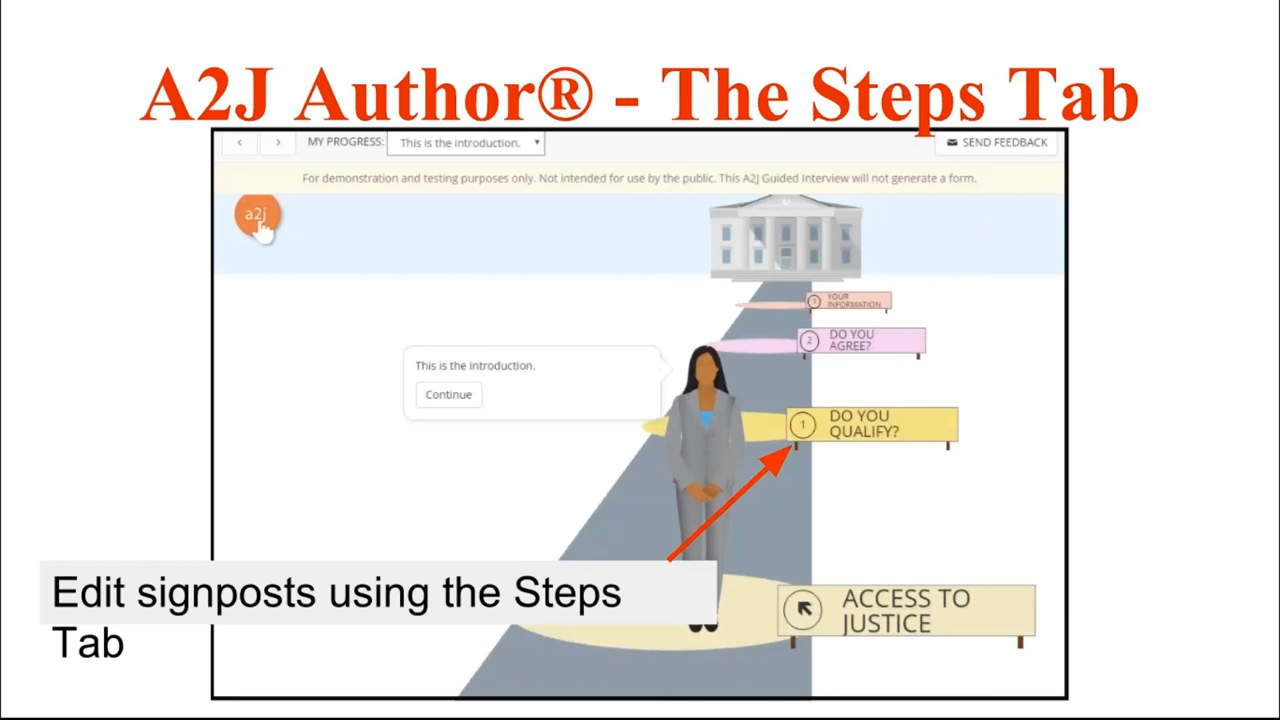 A2J Author® - The Steps Tab
MY PROGRESS: This is the introduction.
SEND FEEDBACK
For demonstration and testing purposes only. Not intended for use by the public. This A2J Guided Interview will not generate a form.
a2j
3 YOUR
INFORMATION
2 DO YOU
AGREE?
This is the introduction.
Continue
1 DO YOU
QUALIFY?
Edit signposts using the Steps
Tab
ACCESS TO
JUSTICE